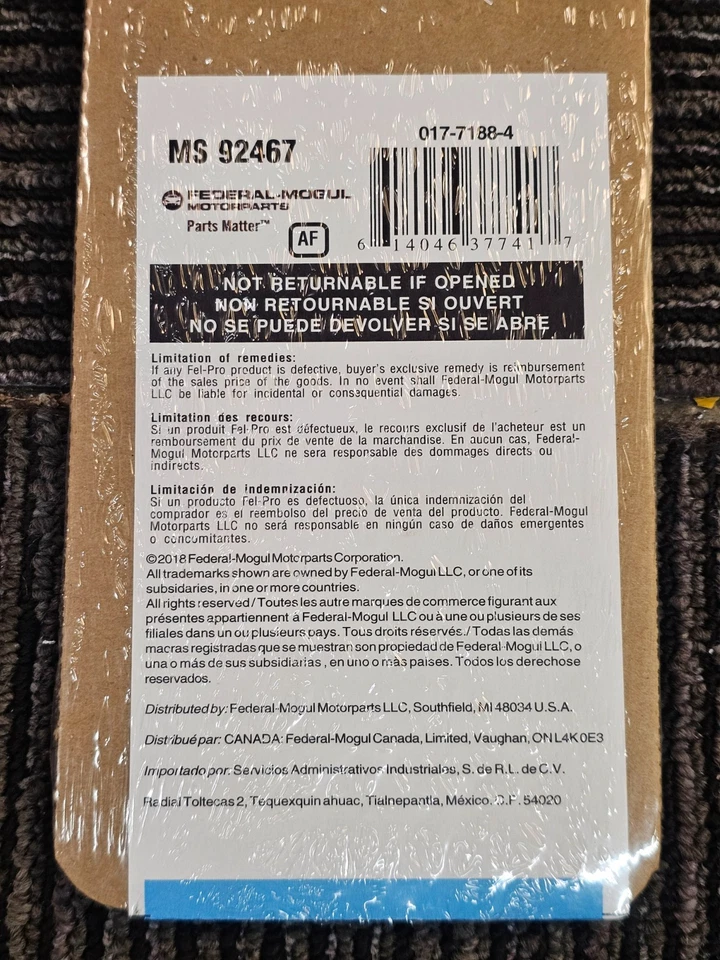 MS 92467
017-7188-4
FEDERAL-MOGUL
MOTORPARTS
Parts Matter™
AF
6 14046 37741 7
NOT RETURNABLE IF OPENED
NON RETOURNABLE SI OUVERT
NO SE PUEDE DEVOLVER SI SE ABRE
Limitation of remedies:
If any Fel-Pro product is defective, buyer's exclusive remedy is reimbursement
of the sales price of the goods. In no event shall Federal-Mogul Motorparts
LLC be liable for incidental or consequential damages.
Limitation des recours:
Si un produit Fel-Pro est défectueux, le recours exclusif de l'acheteur est un
remboursement du prix de vente de la marchandise. En aucun cas, Federal-
Mogul Motorparts LLC ne sera responsable des dommages directs ou
indirects.
Limitación de indemnización:
Si un producto Fel-Pro es defectuoso, la única indemnización del
comprador es el reembolso del precio de venta del producto. Federal-Mogul
Motorparts LLC no será responsable en ningún caso de daños emergentes
o concomitantes.
©2018 Federal-Mogul Motorparts Corporation.
All trademarks shown are owned by Federal-Mogul LLC, or one of its
subsidaries, in one or more countries.
All rights reserved / Toutes les autre marques de commerce figurant aux
présentes appartiennent à Federal-Mogul LLC ou à une ou plusieurs de ses
filiales dans un ou plusieurs pays. Tous droits réservés./ Todas las demás
macras registradas que se muestran son propiedad de Federal-Mogul LLC, o
una o más de sus subsidiarias , en uno o más paises. Todos los derechose
reservados.
Distributed by: Federal-Mogul Motorparts LLC, Southfield, MI 48034 U.S.A.
Distribué par: CANADA: Federal-Mogul Canada, Limited, Vaughan, ON L4K 0E3
Importado por: Servicios Administrativos Industriales, S. de R.L. de C.V.
Radial Toltecas 2, Tequexquin ahuac, Tlalnepantla, México. D.F. 54020